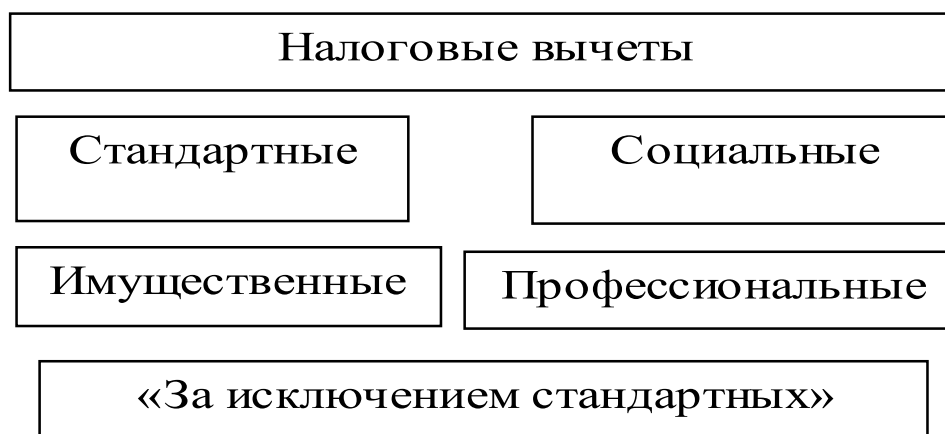 Налоговые вычеты
Стандартные
Социальные
Имущественные
Профессиональные
«За исключением стандартных»